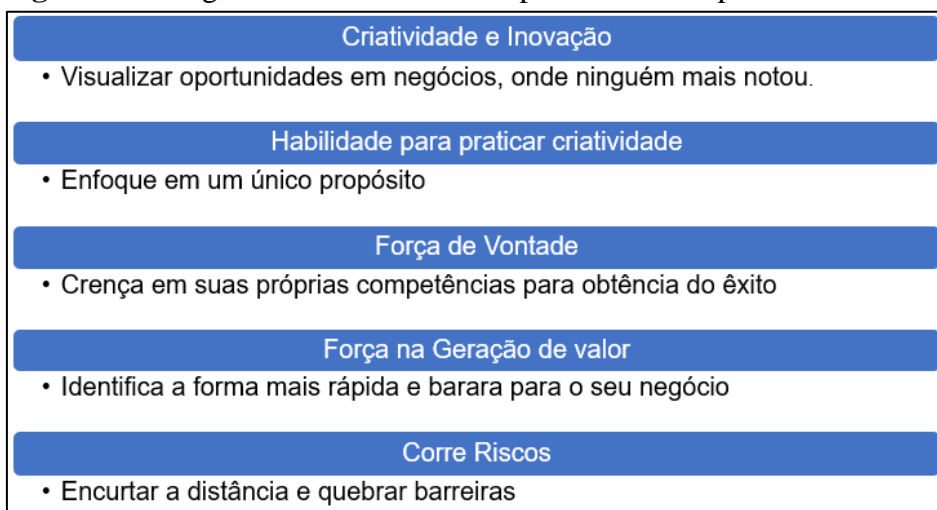 Criatividade e Inovação
• Visualizar oportunidades em negócios, onde ninguém mais notou.
Habilidade para praticar criatividade
• Enfoque em um único propósito
Força de Vontade
• Crença em suas próprias competências para obtência do êxito
Força na Geração de valor
• Identifica a forma mais rápida e barara para o seu negócio
Corre Riscos
• Encurtar a distância e quebrar barreiras